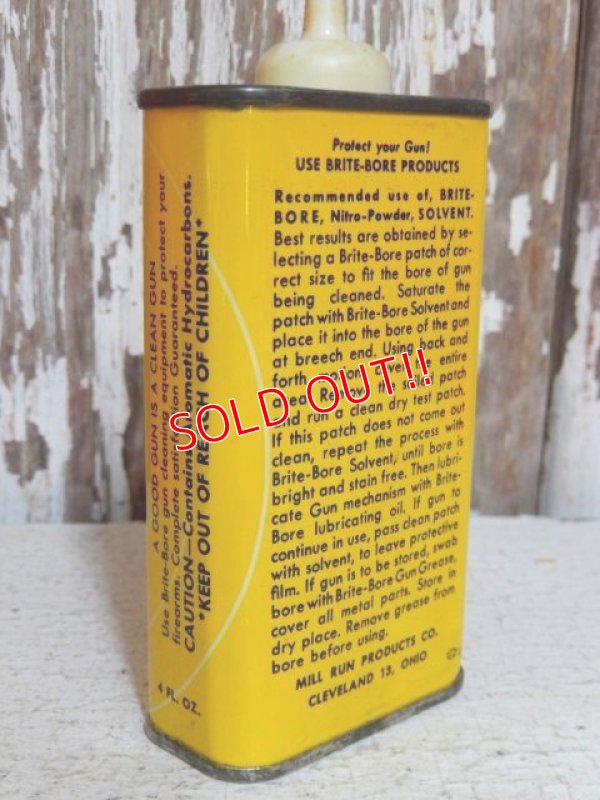 Protect your Gun!
USE BRITE-BORE PRODUCTS
Recommended use of, BRITE-
BORE, Nitro-Powder, SOLVENT.
Best results are obtained by se-
lecting a Brite-Bore patch of cor-
rect size to fit the bore of gun
being cleaned. Saturate the
patch with Brite-Bore Solvent and
place it into the bore of the gun
at breech end. Using back and
forth motion, over the entire
area. Remove the soiled patch
and run a clean dry test patch.
If this patch does not come out
clean, repeat the process with
Brite-Bore Solvent, until bore is
bright and stain free. Then lubri-
cate Gun mechanism with Brite-
Bore lubricating oil. If gun to
continue in use, pass clean patch
with solvent, to leave protective
film. If gun is to be stored, swab
bore with Brite-Bore Gun Grease,
cover all metal parts. Store in
dry place. Remove grease from
bore before using.
MILL RUN PRODUCTS CO.
CLEVELAND 13, OHIO
A GOOD GUN IS A CLEAN GUN
Use Brite-Bore gun cleaning equipment to protect your
firearms. Complete satisfaction Guaranteed.
CAUTION—Contains Aromatic Hydrocarbons.
*KEEP OUT OF REACH OF CHILDREN*
4 FL. OZ.
SOLD OUT!!